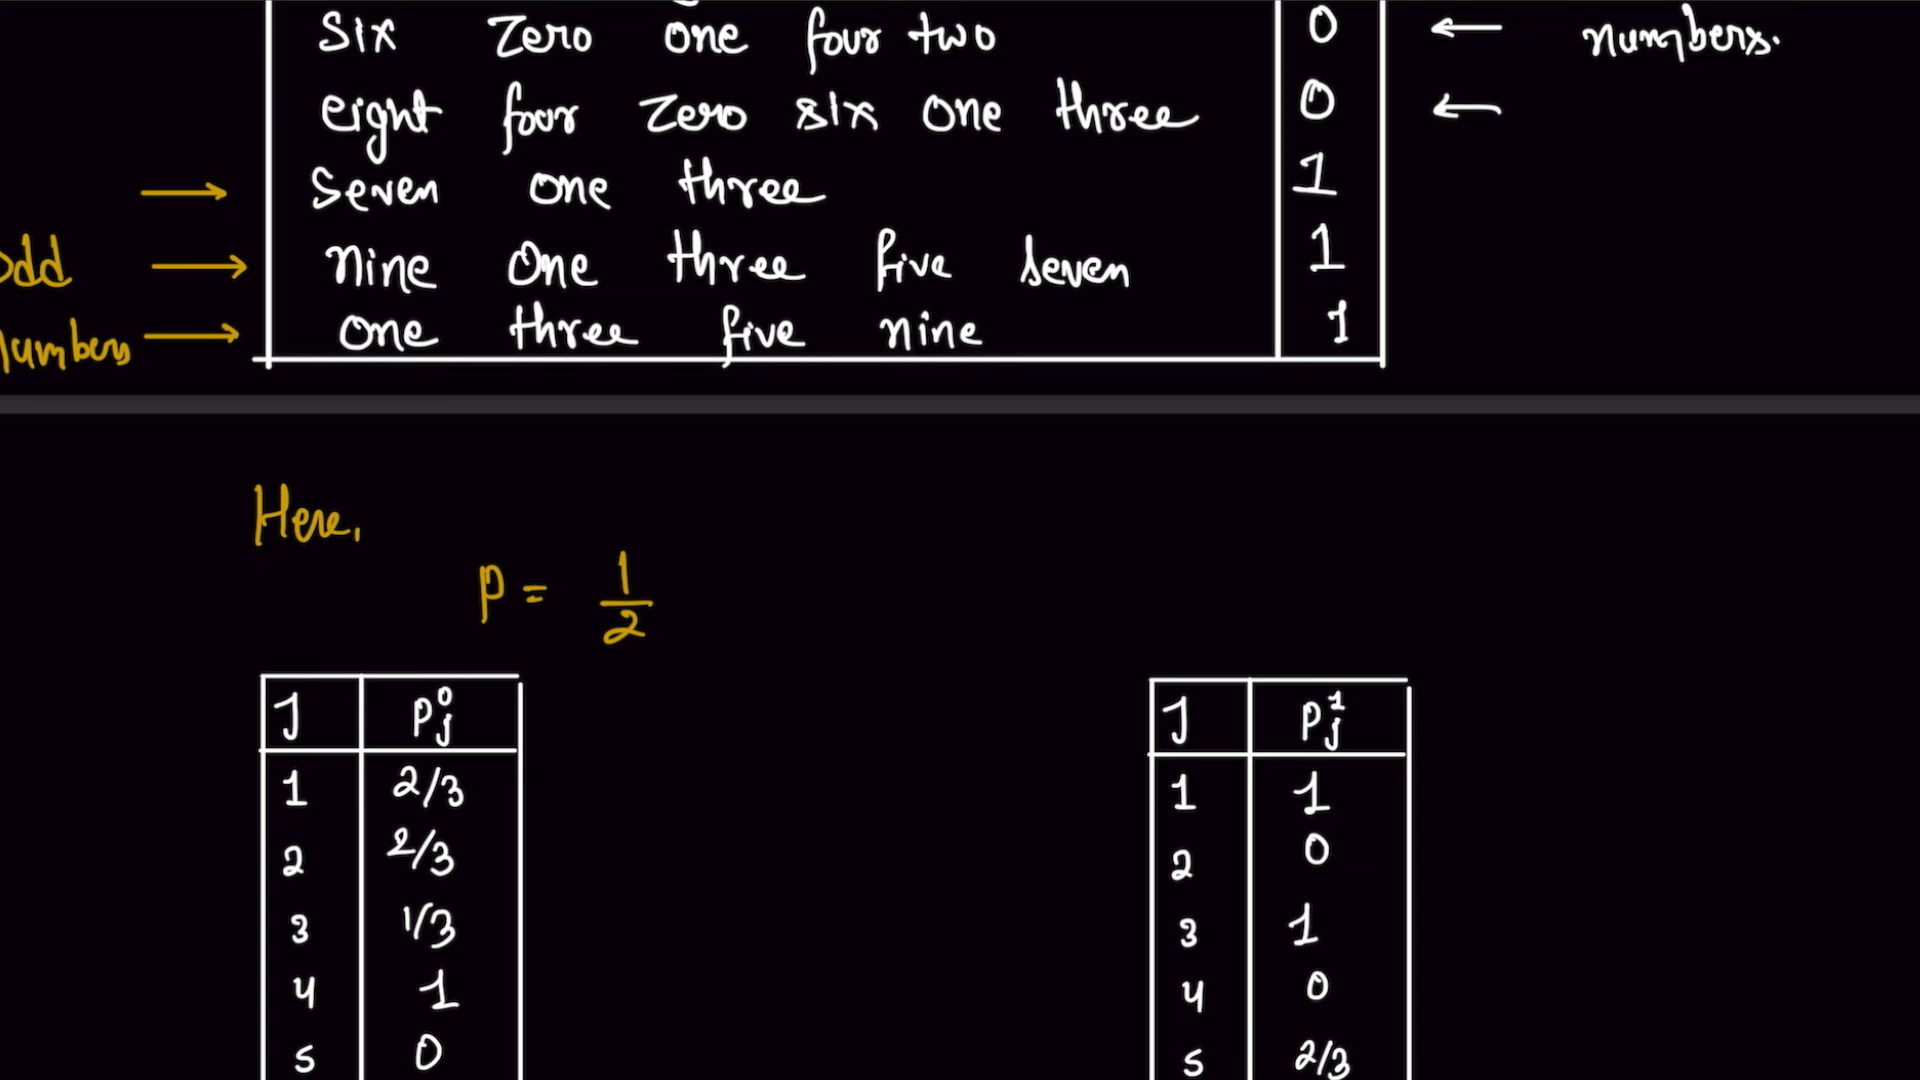 six zero one four two 0 ← numbers.
eight four zero six one three 0 ←
→ seven one three 1
odd → nine one three five seven 1
numbers → one three five nine 1
Here,
p = 1/2
J P_j^0 J P_j^1
1 2/3 1 1
2 2/3 2 0
3 1/3 3 1
4 1 4 0
5 0 5 2/3